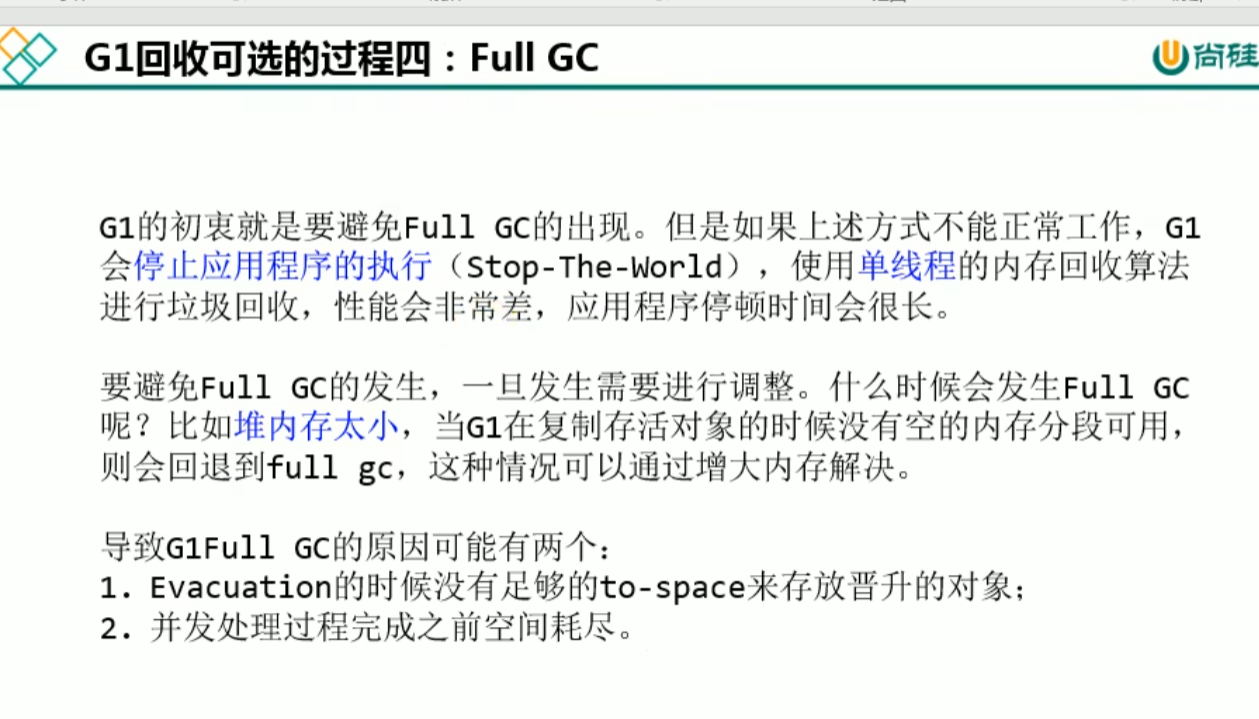 G1回收可选的过程四：Full GC
尚硅
G1的初衷就是要避免Full GC的出现。但是如果上述方式不能正常工作，G1
会停止应用程序的执行（Stop-The-World），使用单线程的内存回收算法
进行垃圾回收，性能会非常差，应用程序停顿时间会很长。
要避免Full GC的发生，一旦发生需要进行调整。什么时候会发生Full GC
呢？比如堆内存太小，当G1在复制存活对象的时候没有空的内存分段可用，
则会回退到full gc，这种情况可以通过增大内存解决。
导致G1Full GC的原因可能有两个：
1. Evacuation的时候没有足够的to-space来存放晋升的对象；
2. 并发处理过程完成之前空间耗尽。